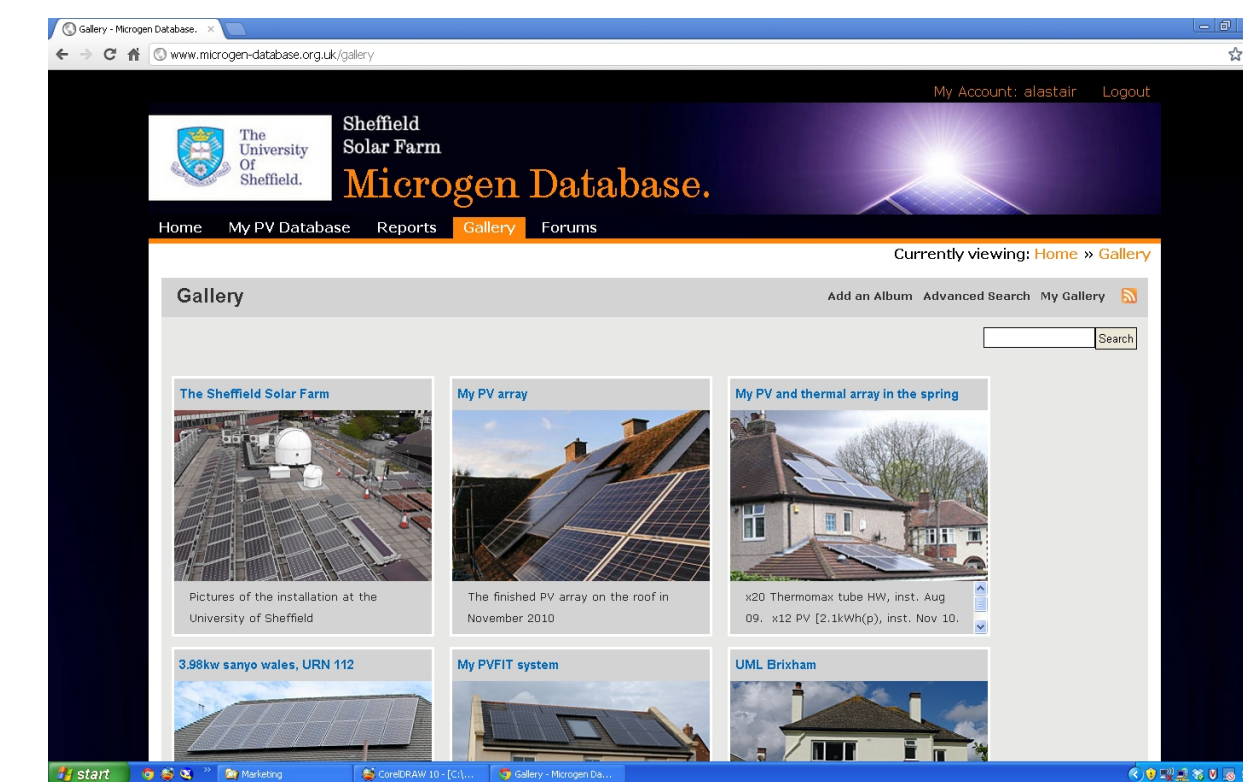 Gallery - Microgen Database.
www.microgen-database.org.uk/gallery
My Account: alastair Logout
The
University
Of
Sheffield.
Sheffield
Solar Farm
Microgen Database.
Home My PV Database Reports Gallery Forums
Currently viewing: Home » Gallery
Gallery
Add an Album Advanced Search My Gallery
Search
The Sheffield Solar Farm
Pictures of the installation at the
University of Sheffield
My PV array
The finished PV array on the roof in
November 2010
My PV and thermal array in the spring
x20 Thermomax tube HW, inst. Aug
09. x12 PV [2.1kWh(p), inst. Nov 10.
3.98kw sanyo wales, URN 112
My PVFIT system
UML Brixham
start
Marketing
CorelDRAW 10 - [C:\...
Gallery - Microgen Da...